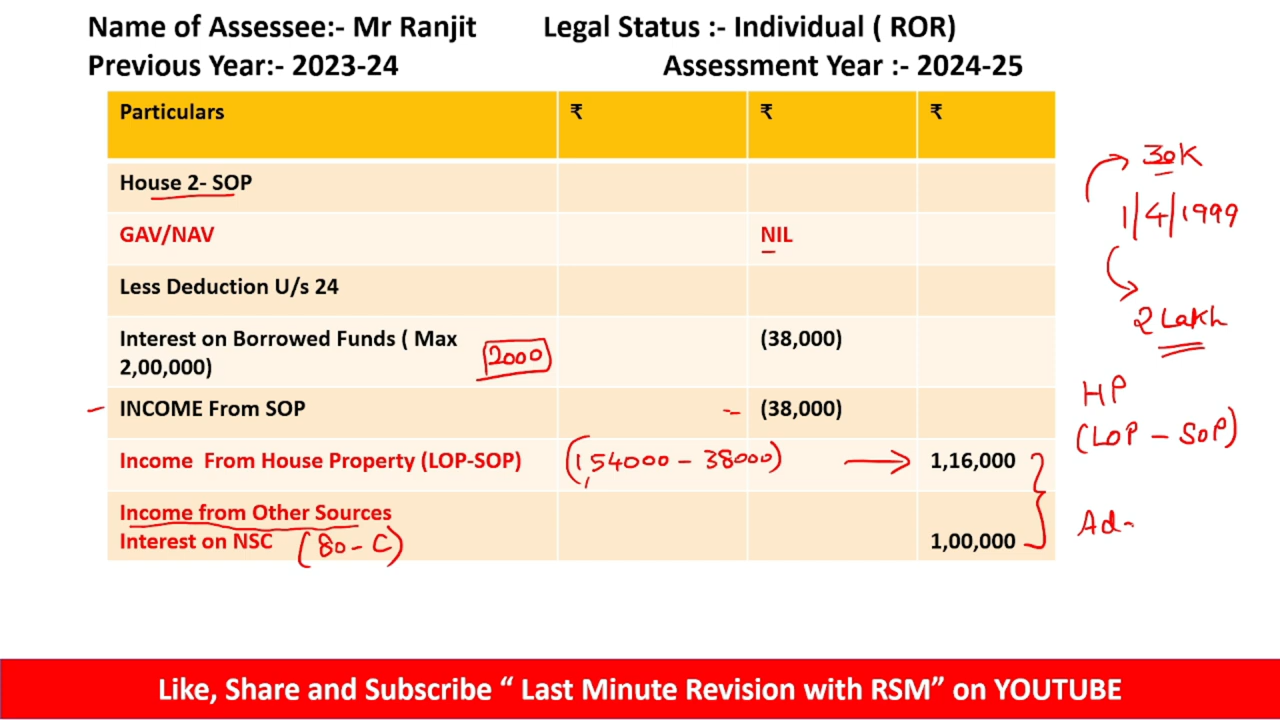 Name of Assessee:- Mr Ranjit Legal Status :- Individual ( ROR)
Previous Year:- 2023-24 Assessment Year :- 2024-25
Particulars ₹ ₹ ₹
House 2- SOP
GAV/NAV NIL
Less Deduction U/s 24
Interest on Borrowed Funds ( Max (38,000)
2,00,000) 2000
INCOME From SOP (38,000)
Income From House Property (LOP-SOP) (1,54000 - 38000) 1,16,000
Income from Other Sources
Interest on NSC (80-C) 1,00,000
30K
1/4/1999
2 Lakh
HP
(LOP - SOP)
Ad-
Like, Share and Subscribe “ Last Minute Revision with RSM” on YOUTUBE